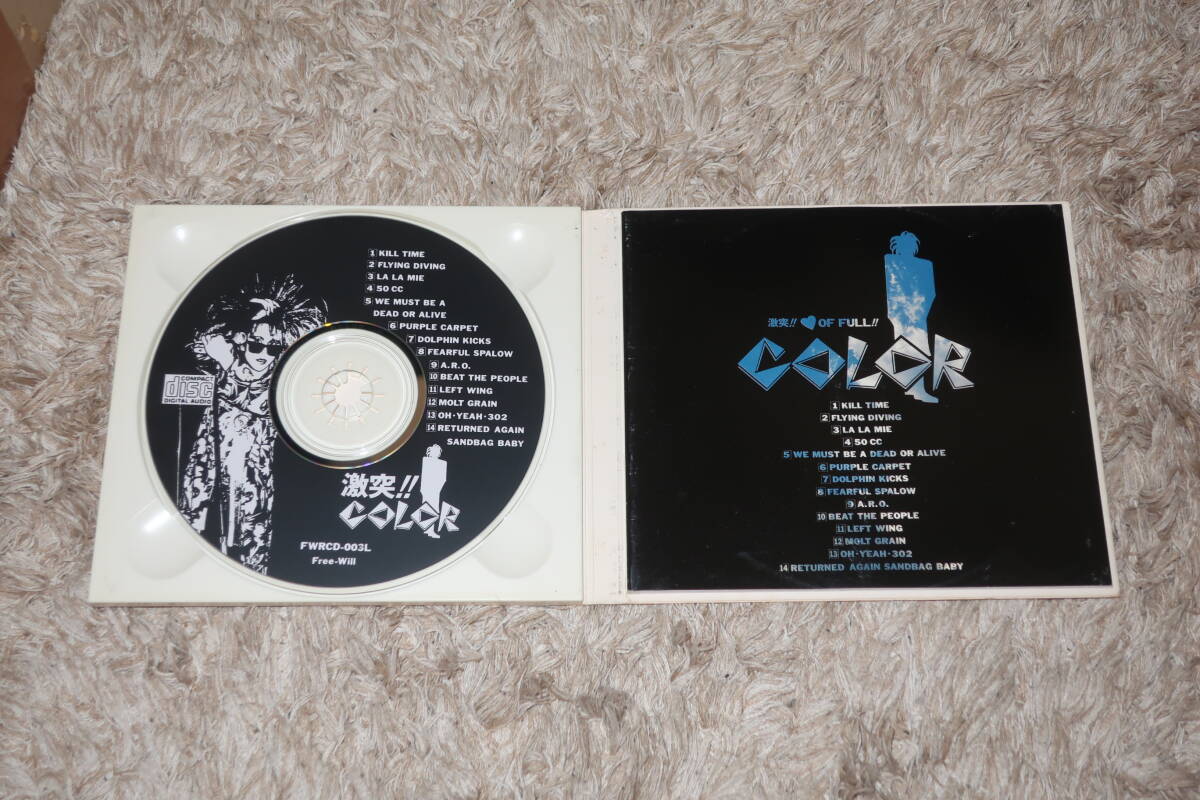 1 KILL TIME
2 FLYING DIVING
3 LA LA MIE
4 50 CC
5 WE MUST BE A
DEAD OR ALIVE
6 PURPLE CARPET
7 DOLPHIN KICKS
8 FEARFUL SPALOW
9 A.R.O.
10 BEAT THE PEOPLE
11 LEFT WING
12 MOLT GRAIN
13 OH・YEAH・302
14 RETURNED AGAIN
SANDBAG BABY
COMPACT
disc
DIGITAL AUDIO
激突!!
COLOR
FWRCD-003L
Free-Will
激突!! ♥OF FULL!!
COLOR
1 KILL TIME
2 FLYING DIVING
3 LA LA MIE
4 50 CC
5 WE MUST BE A DEAD OR ALIVE
6 PURPLE CARPET
7 DOLPHIN KICKS
8 FEARFUL SPALOW
9 A.R.O.
10 BEAT THE PEOPLE
11 LEFT WING
12 MOLT GRAIN
13 OH・YEAH・302
14 RETURNED AGAIN SANDBAG BABY